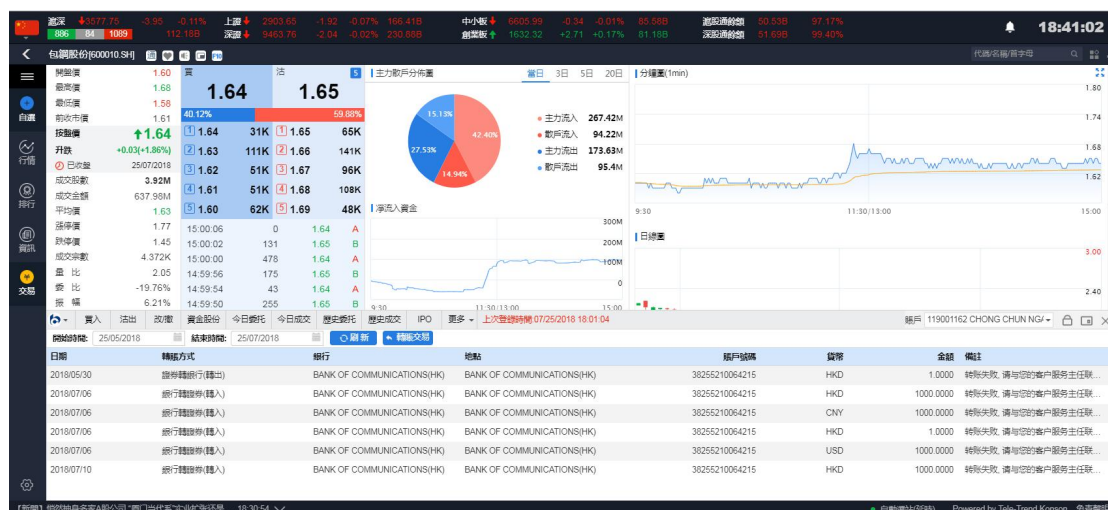 滬深 3577.75 -3.95 -0.11% 上證 2903.65 -1.92 -0.07% 166.41B 中小板 6605.99 -0.34 -0.01% 85.58B 滬股通餘額 50.53B 97.17%
886 84 1089 112.18B 深證 9463.76 -2.04 -0.02% 230.88B 創業板 1632.32 +2.71 +0.17% 81.18B 深股通餘額 51.69B 99.40%
18:41:02
包鋼股份[600010.SH] F10
代碼/名稱/首字母
自選
行情
排行
資訊
交易
開盤價 1.60
最高價 1.68
最低價 1.58
前收市價 1.61
按盤價 1.64
升跌 +0.03(+1.86%)
已收盤 25/07/2018
成交股數 3.92M
成交金額 637.98M
平均價 1.63
漲停價 1.77
跌停價 1.45
成交宗數 4.372K
量 比 2.05
委 比 -19.76%
振 幅 6.21%
買 沽 5
1.64 1.65
40.12% 59.88%
1 1.64 31K 1 1.65 65K
2 1.63 111K 2 1.66 141K
3 1.62 51K 3 1.67 96K
4 1.61 51K 4 1.68 108K
5 1.60 62K 5 1.69 48K
15:00:06 0 1.64 A
15:00:02 131 1.65 B
15:00:00 478 1.64 A
14:59:56 175 1.65 B
14:59:54 43 1.64 A
14:59:50 255 1.65 B
主力散戶分佈圖 當日 3日 5日 20日
15.13%
42.40%
27.53%
14.94%
主力流入 267.42M
散戶流入 94.22M
主力流出 173.63M
散戶流出 95.4M
淨流入資金
300M
200M
100M
0
9:30 11:30/13:00 15:00
分鐘圖(1min)
1.80
1.74
1.68
1.62
9:30 11:30/13:00 15:00
日線圖
3.00
2.40
買入 沽出 改/撤 資金股份 今日委托 今日成交 歷史委托 歷史成交 IPO 更多 上次登錄時間:07/25/2018 18:01:04 賬戶 119001162 CHONG CHUN NG/
開始時間: 25/05/2018 結束時間: 25/07/2018 刷新 轉賬交易
日期 轉賬方式 銀行 地點 賬戶號碼 貨幣 金額 備註
2018/05/30 證券轉銀行(轉出) BANK OF COMMUNICATIONS(HK) BANK OF COMMUNICATIONS(HK) 38255210064215 HKD 1.0000 转账失败, 请与您的客户服务主任联...
2018/07/06 銀行轉證券(轉入) BANK OF COMMUNICATIONS(HK) BANK OF COMMUNICATIONS(HK) 38255210064215 HKD 1000.0000 转账失败, 请与您的客户服务主任联...
2018/07/06 銀行轉證券(轉入) BANK OF COMMUNICATIONS(HK) BANK OF COMMUNICATIONS(HK) 38255210064215 CNY 1000.0000 转账失败, 请与您的客户服务主任联...
2018/07/06 銀行轉證券(轉入) BANK OF COMMUNICATIONS(HK) BANK OF COMMUNICATIONS(HK) 38255210064215 HKD 1.0000 转账失败, 请与您的客户服务主任联...
2018/07/06 銀行轉證券(轉入) BANK OF COMMUNICATIONS(HK) BANK OF COMMUNICATIONS(HK) 38255210064215 USD 1000.0000 转账失败, 请与您的客户服务主任联...
2018/07/10 銀行轉證券(轉入) BANK OF COMMUNICATIONS(HK) BANK OF COMMUNICATIONS(HK) 38255210064215 HKD 1000.0000 转账失败, 请与您的客户服务主任联...
18:30:54 Powered by Tele-Trend Konson